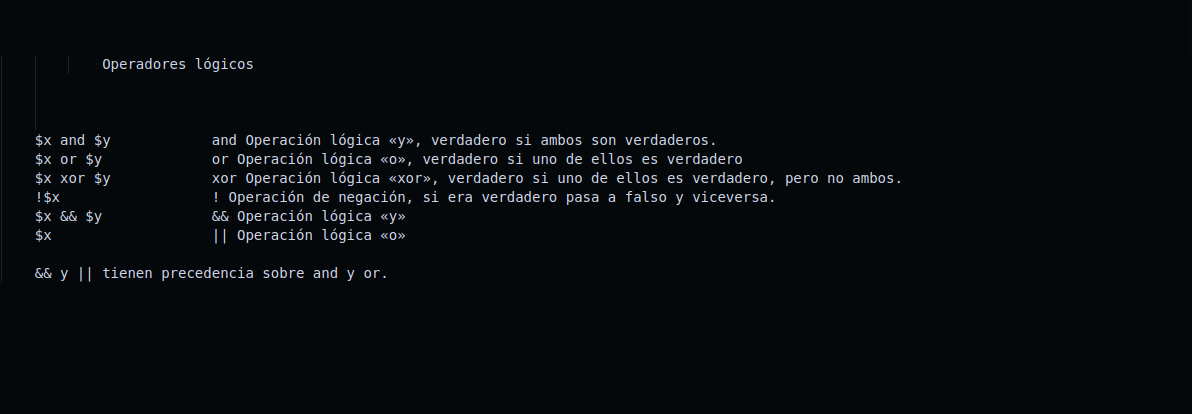 Operadores lógicos
$x and $y and Operación lógica «y», verdadero si ambos son verdaderos.
$x or $y or Operación lógica «o», verdadero si uno de ellos es verdadero
$x xor $y xor Operación lógica «xor», verdadero si uno de ellos es verdadero, pero no ambos.
!$x ! Operación de negación, si era verdadero pasa a falso y viceversa.
$x && $y && Operación lógica «y»
$x || Operación lógica «o»
&& y || tienen precedencia sobre and y or.